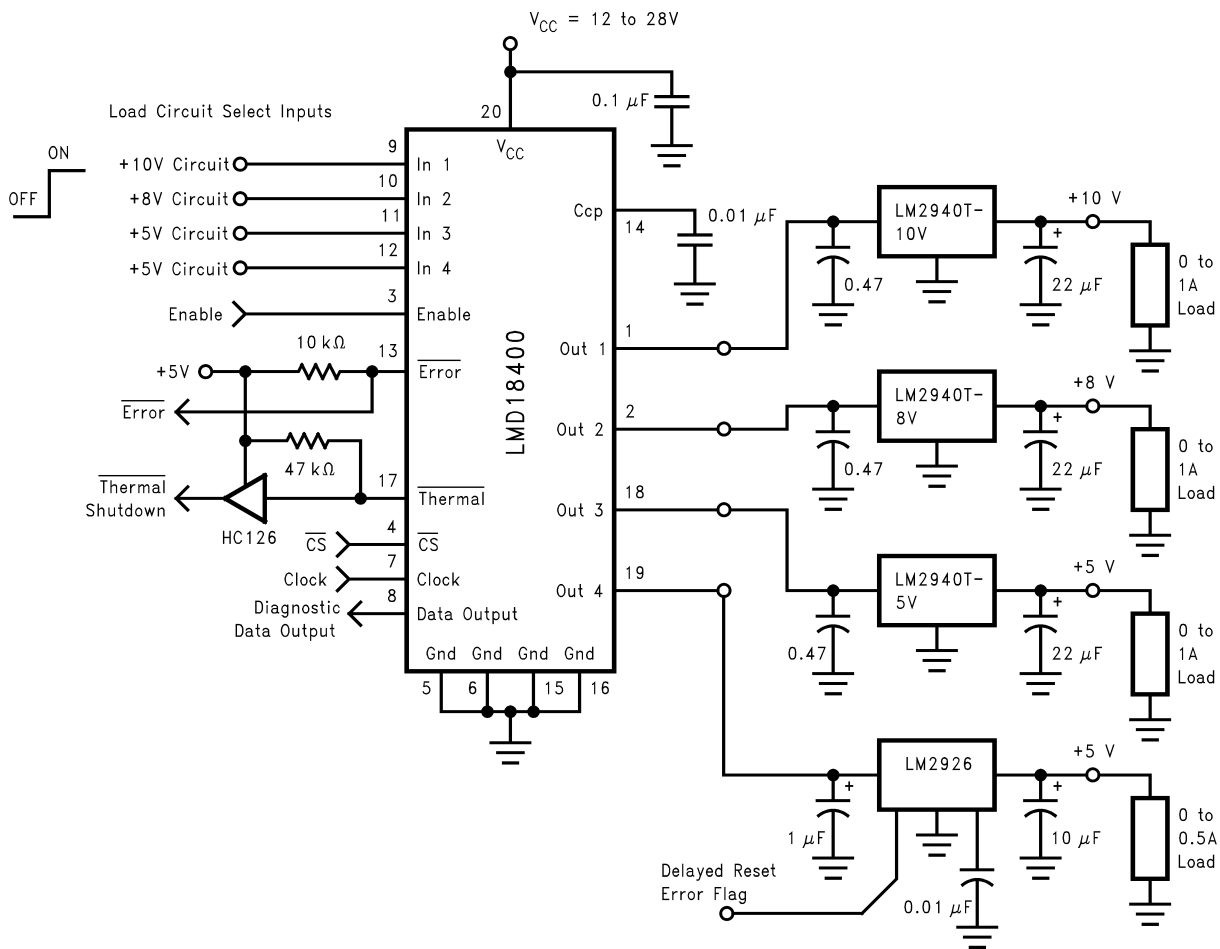 V_CC = 12 to 28V
0.1 μF
20
Load Circuit Select Inputs
V_CC
ON
OFF
+10V Circuit
9
In 1
+8V Circuit
10
In 2
+5V Circuit
11
In 3
+5V Circuit
12
In 4
Enable
3
Enable
Ccp
14
0.01 μF
10 kΩ
+5V
13
Error
Error
47 kΩ
Thermal
Shutdown
17
Thermal
HC126
CS
4
CS
Clock
7
Clock
Diagnostic
Data Output
8
Data Output
LMD18400
Gnd Gnd Gnd Gnd
5 6 15 16
Out 1
1
Out 2
2
Out 3
18
Out 4
19
LM2940T-
10V
0.47
+
22 μF
+10 V
0 to
1A
Load
LM2940T-
8V
0.47
+
22 μF
+8 V
0 to
1A
Load
LM2940T-
5V
0.47
+
22 μF
+5 V
0 to
1A
Load
LM2926
+
1 μF
+
10 μF
+5 V
0 to
0.5A
Load
Delayed Reset
Error Flag
0.01 μF